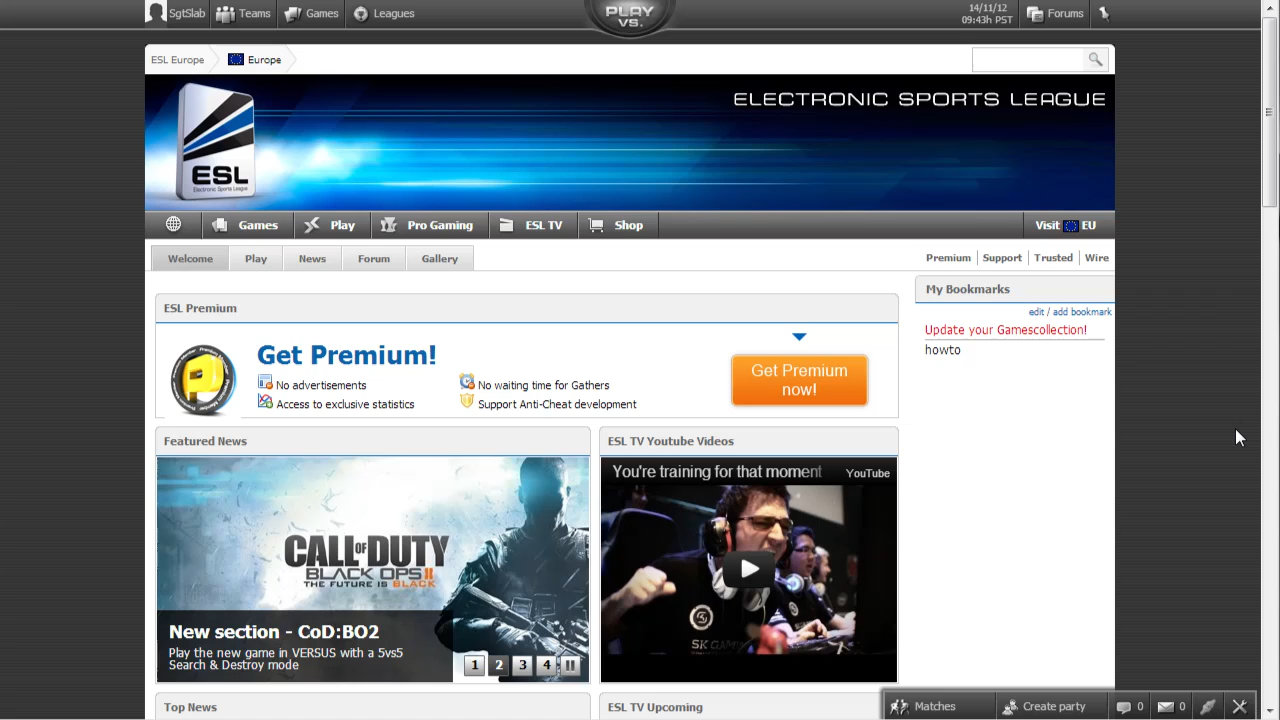 SgtSlab Teams Games Leagues
PLAY
VS.
14/11/12
09:43h PST
Forums
ESL Europe Europe
ELECTRONIC SPORTS LEAGUE
ESL
Electronic Sports League
Games Play Pro Gaming ESL TV Shop Visit EU
Welcome Play News Forum Gallery
Premium Support Trusted Wire
My Bookmarks
edit / add bookmark
Update your Gamescollection!
howto
ESL Premium
Get Premium!
No advertisements No waiting time for Gathers
Access to exclusive statistics Support Anti-Cheat development
Get Premium
now!
Featured News
CALL OF DUTY
BLACK OPS II
THE FUTURE IS BLACK
New section - CoD:BO2
Play the new game in VERSUS with a 5vs5
Search & Destroy mode
1 2 3 4
ESL TV Youtube Videos
You're training for that moment YouTube
SK GAMING
Top News
ESL TV Upcoming
Matches Create party 0 0